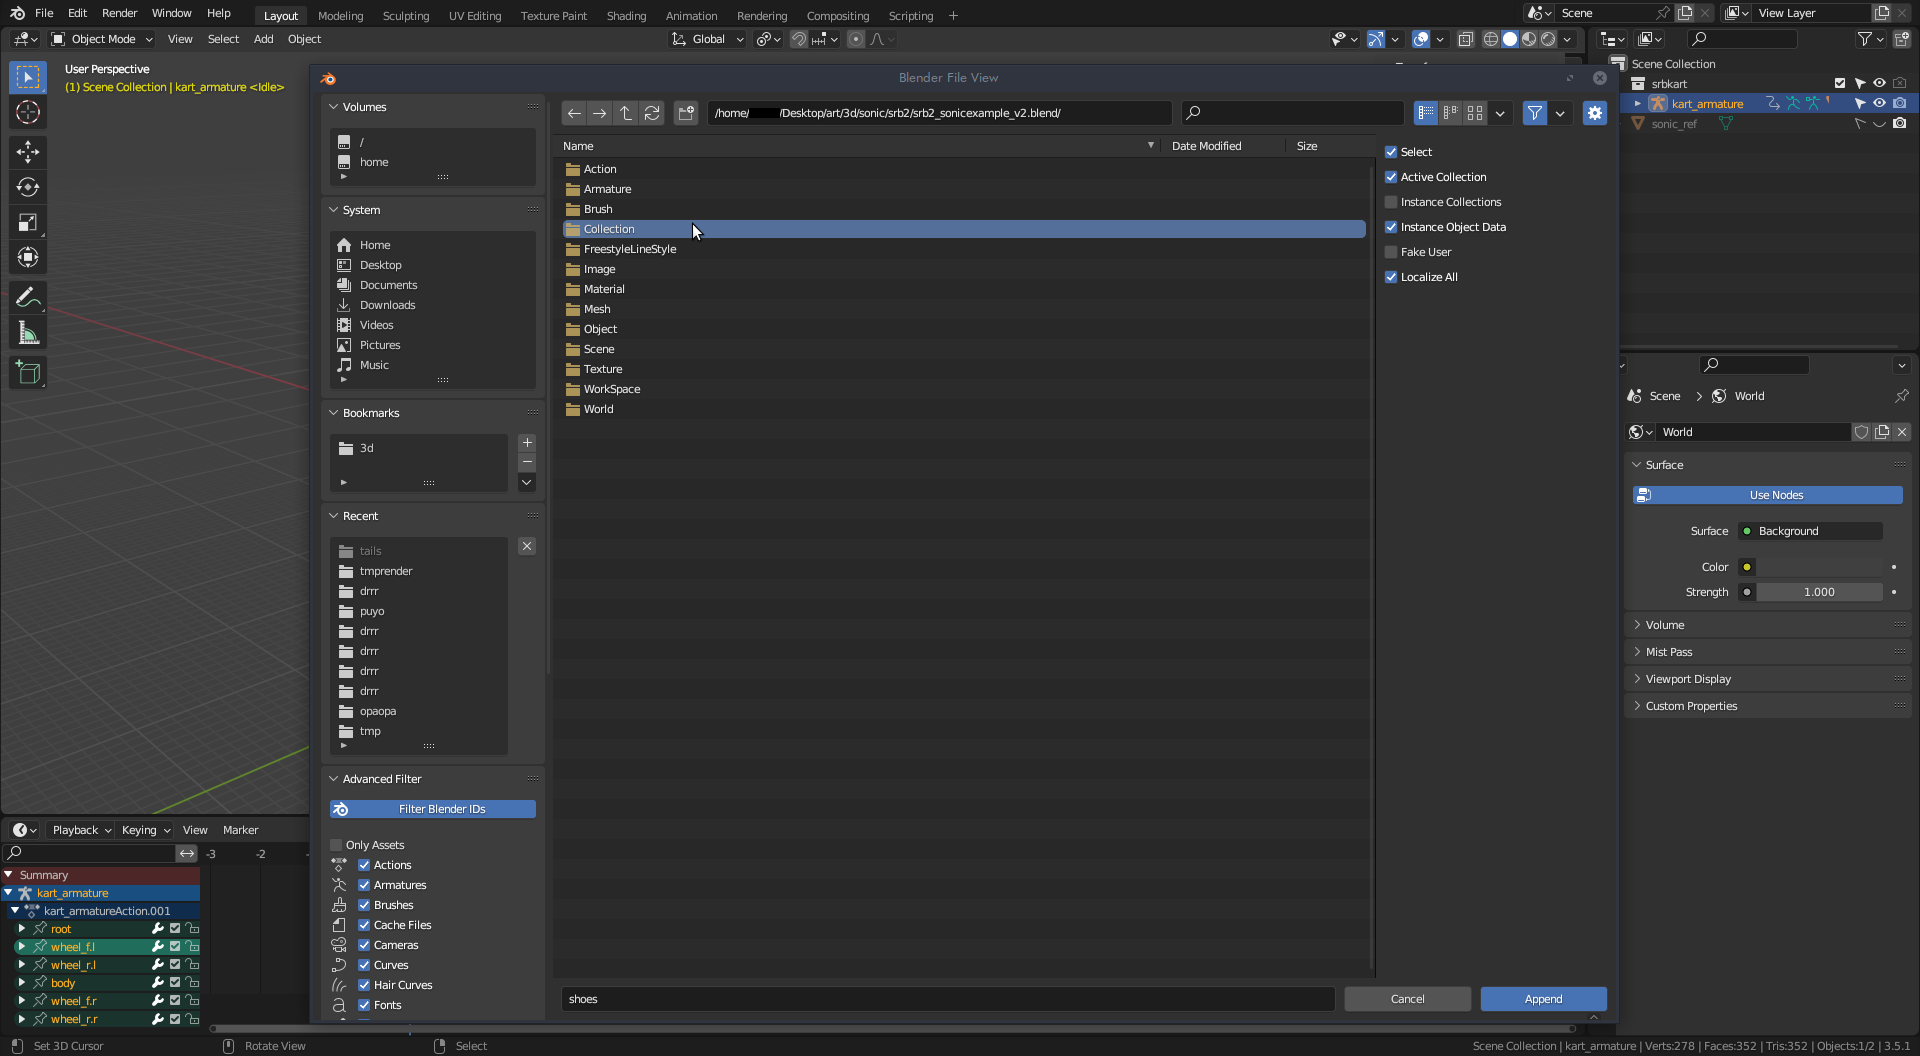 File Edit Render Window Help Layout Modeling Sculpting UV Editing Texture Paint Shading Animation Rendering Compositing Scripting + Scene View Layer
Object Mode View Select Add Object Global
User Perspective
(1) Scene Collection | kart_armature <Idle>
Blender File View
Volumes
/
home
System
Home
Desktop
Documents
Downloads
Videos
Pictures
Music
Bookmarks
3d
Recent
tails
tmprender
drrr
puyo
drrr
drrr
drrr
drrr
opaopa
tmp
Advanced Filter
Filter Blender IDs
Only Assets
Actions
Armatures
Brushes
Cache Files
Cameras
Curves
Hair Curves
Fonts
/home/ /Desktop/art/3d/sonic/srb2/srb2_sonicexample_v2.blend/
Name Date Modified Size
Action
Armature
Brush
Collection
FreestyleLineStyle
Image
Material
Mesh
Object
Scene
Texture
WorkSpace
World
Select
Active Collection
Instance Collections
Instance Object Data
Fake User
Localize All
shoes Cancel Append
Scene Collection
srbkart
kart_armature
sonic_ref
Scene > World
World
Surface
Use Nodes
Surface Background
Color
Strength 1.000
Volume
Mist Pass
Viewport Display
Custom Properties
Playback Keying View Marker
-3 -2
Summary
kart_armature
kart_armatureAction.001
root
wheel_f.l
wheel_r.l
body
wheel_f.r
wheel_r.r
Set 3D Cursor Rotate View Select Scene Collection | kart_armature | Verts:278 | Faces:352 | Tris:352 | Objects:1/2 | 3.5.1